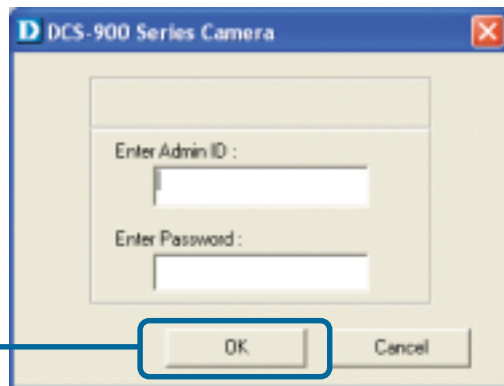 D DCS-900 Series Camera
Enter Admin ID :
Enter Password :
OK Cancel